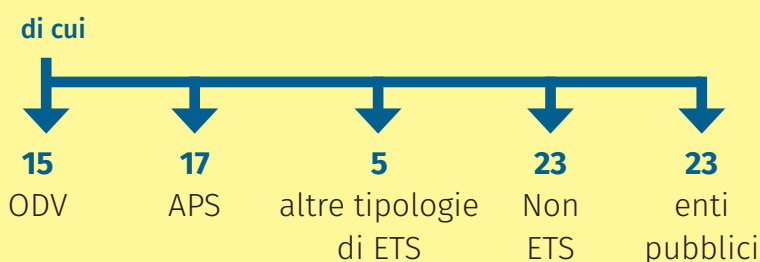 di cui
15 17 5 23 23
ODV APS altre tipologie Non enti
di ETS ETS pubblici